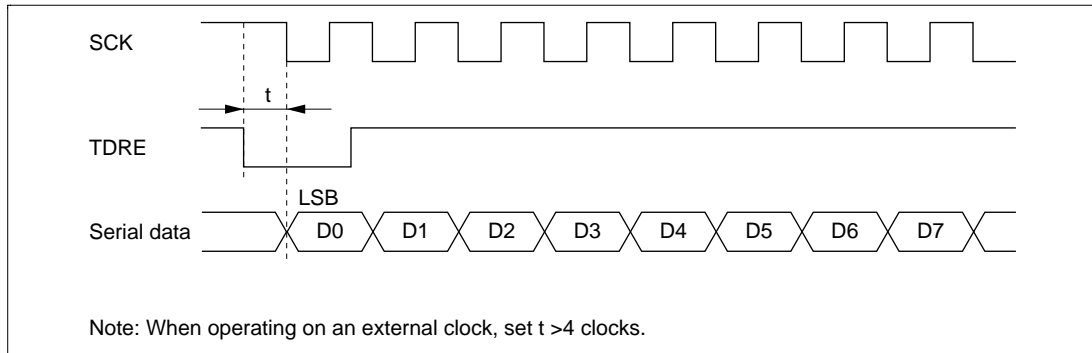 SCK
t
TDRE
LSB
Serial data D0 D1 D2 D3 D4 D5 D6 D7
Note: When operating on an external clock, set t >4 clocks.